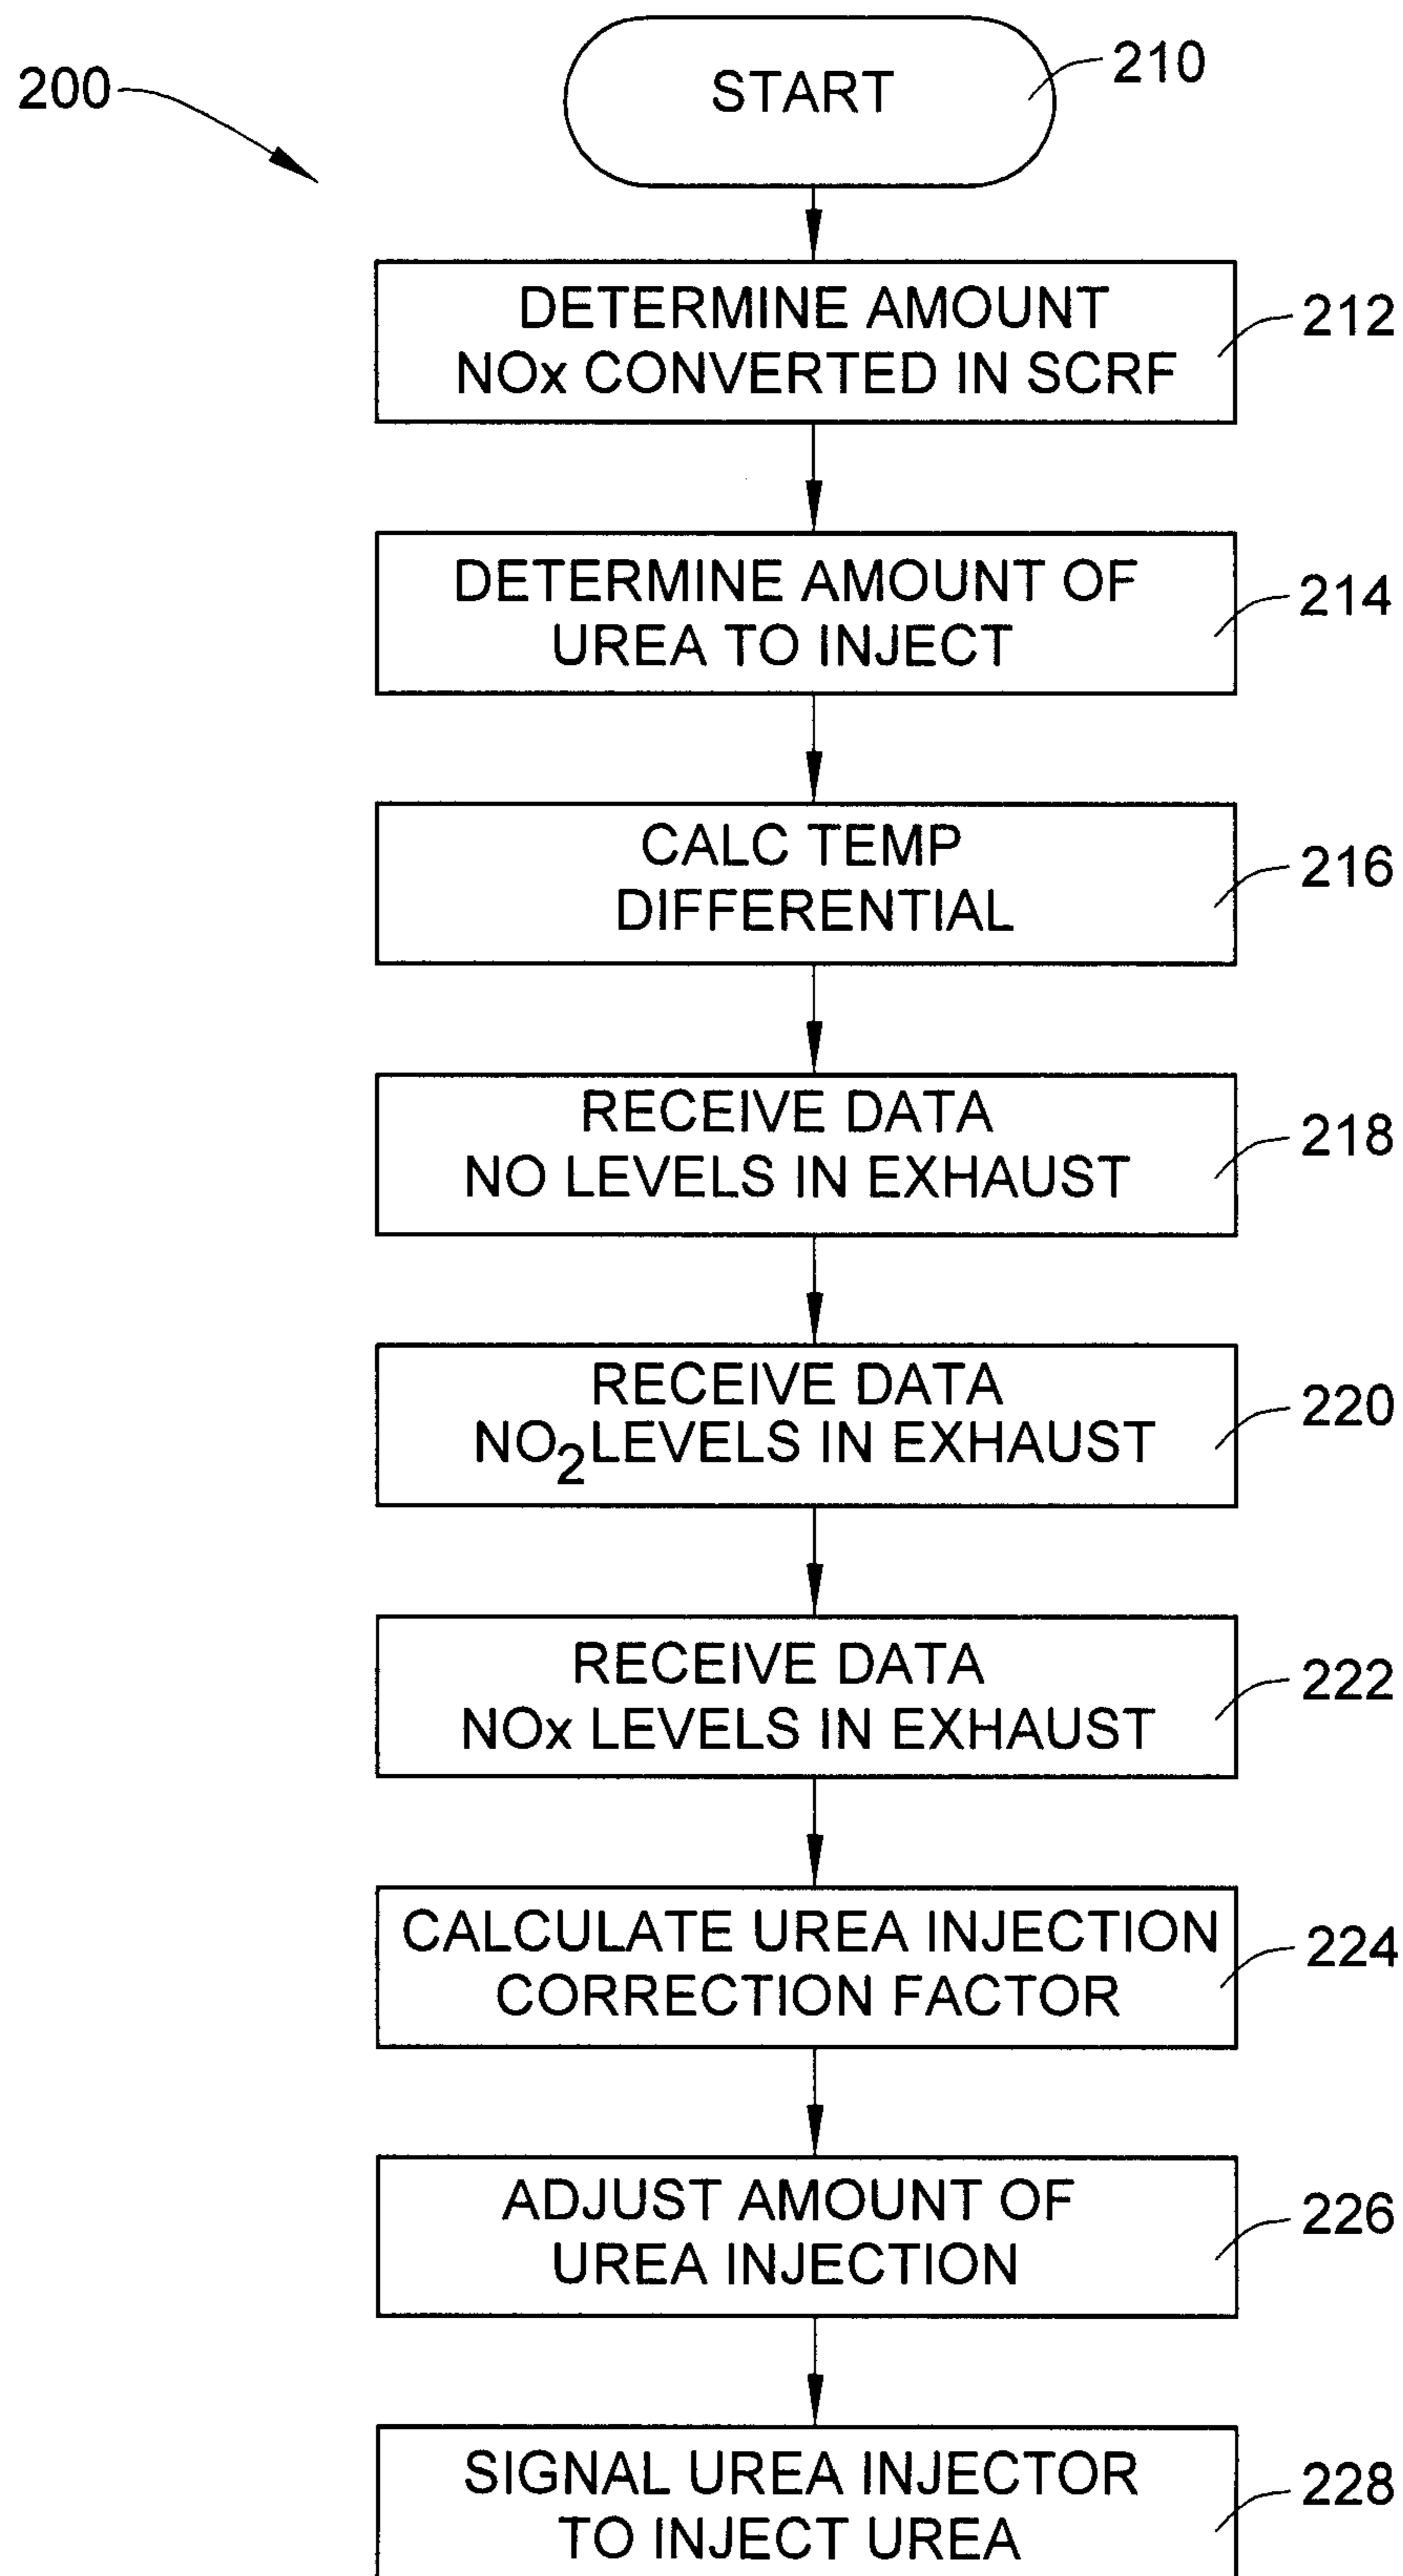 200
START
210
DETERMINE AMOUNT
NOx CONVERTED IN SCRF
212
DETERMINE AMOUNT OF
UREA TO INJECT
214
CALC TEMP
DIFFERENTIAL
216
RECEIVE DATA
NO LEVELS IN EXHAUST
218
RECEIVE DATA
NO2 LEVELS IN EXHAUST
220
RECEIVE DATA
NOx LEVELS IN EXHAUST
222
CALCULATE UREA INJECTION
CORRECTION FACTOR
224
ADJUST AMOUNT OF
UREA INJECTION
226
SIGNAL UREA INJECTOR
TO INJECT UREA
228